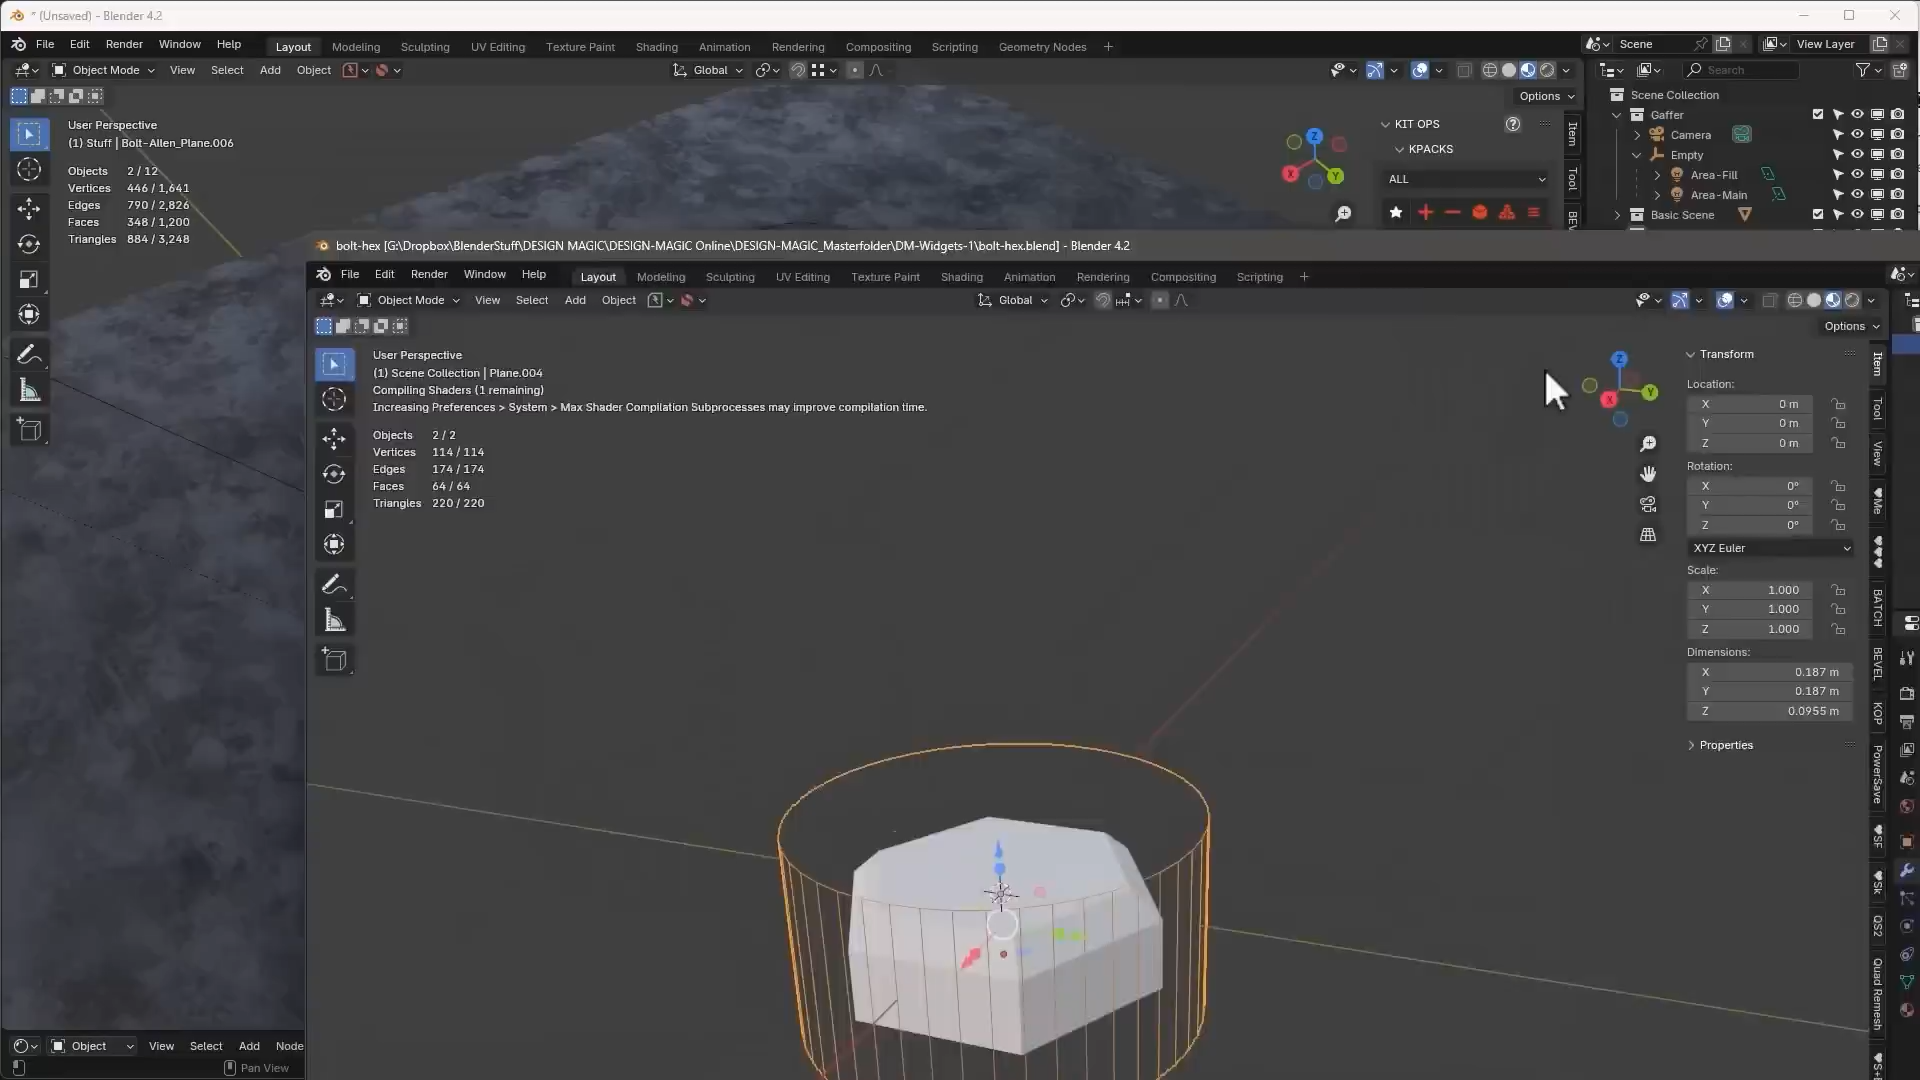 * (Unsaved) - Blender 4.2
File Edit Render Window Help Layout Modeling Sculpting UV Editing Texture Paint Shading Animation Rendering Compositing Scripting Geometry Nodes + Scene View Layer
Object Mode View Select Add Object Global Search
Options
Scene Collection
User Perspective
(1) Stuff | Bolt-Allen_Plane.006
Objects 2 / 12
Vertices 446 / 1,641
Edges 790 / 2,826
Faces 348 / 1,200
Triangles 884 / 3,248
Z
X
Y
KIT OPS
KPACKS
ALL
Item
Tool
Gaffer
Camera
Empty
Area-Fill
Area-Main
Basic Scene
bolt-hex [G:\Dropbox\BlenderStuff\DESIGN MAGIC\DESIGN-MAGIC Online\DESIGN-MAGIC_Masterfolder\DM-Widgets-1\bolt-hex.blend] - Blender 4.2
File Edit Render Window Help Layout Modeling Sculpting UV Editing Texture Paint Shading Animation Rendering Compositing Scripting +
Object Mode View Select Add Object Global
Options
User Perspective
(1) Scene Collection | Plane.004
Compiling Shaders (1 remaining)
Increasing Preferences > System > Max Shader Compilation Subprocesses may improve compilation time.
Objects 2 / 2
Vertices 114 / 114
Edges 174 / 174
Faces 64 / 64
Triangles 220 / 220
Z
X
Y
Transform
Location:
X 0 m
Y 0 m
Z 0 m
Rotation:
X 0°
Y 0°
Z 0°
XYZ Euler
Scale:
X 1.000
Y 1.000
Z 1.000
Dimensions:
X 0.187 m
Y 0.187 m
Z 0.0955 m
Properties
Item
Tool
View
Me
BATCH
BEVEL
KOP
PowerSave
SF
Sk
QS2
Quad Remesh
Object View Select Add Node
Pan View